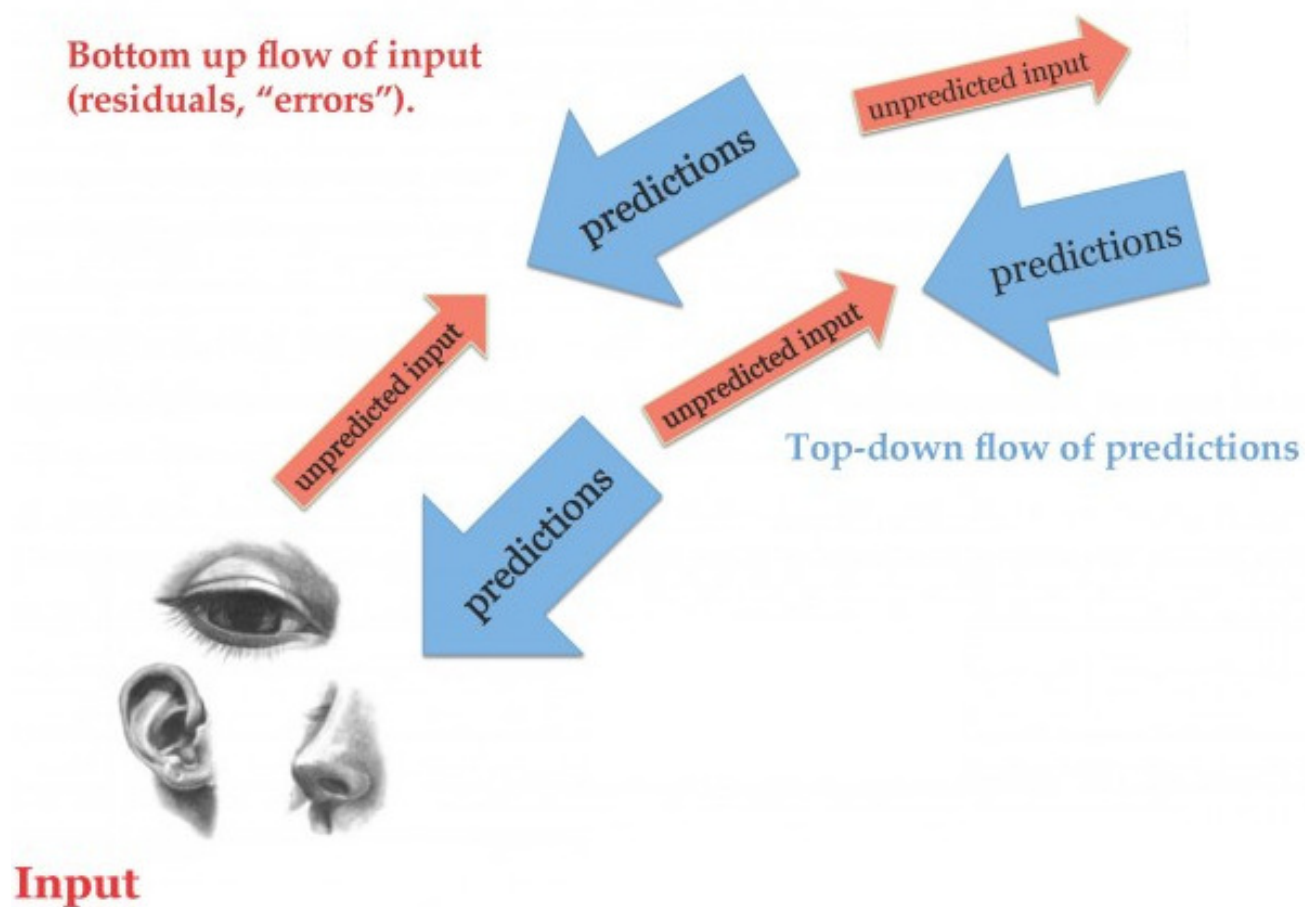 Bottom up flow of input
(residuals, “errors”).
unpredicted input
predictions
predictions
unpredicted input
unpredicted input
Top-down flow of predictions
predictions
Input